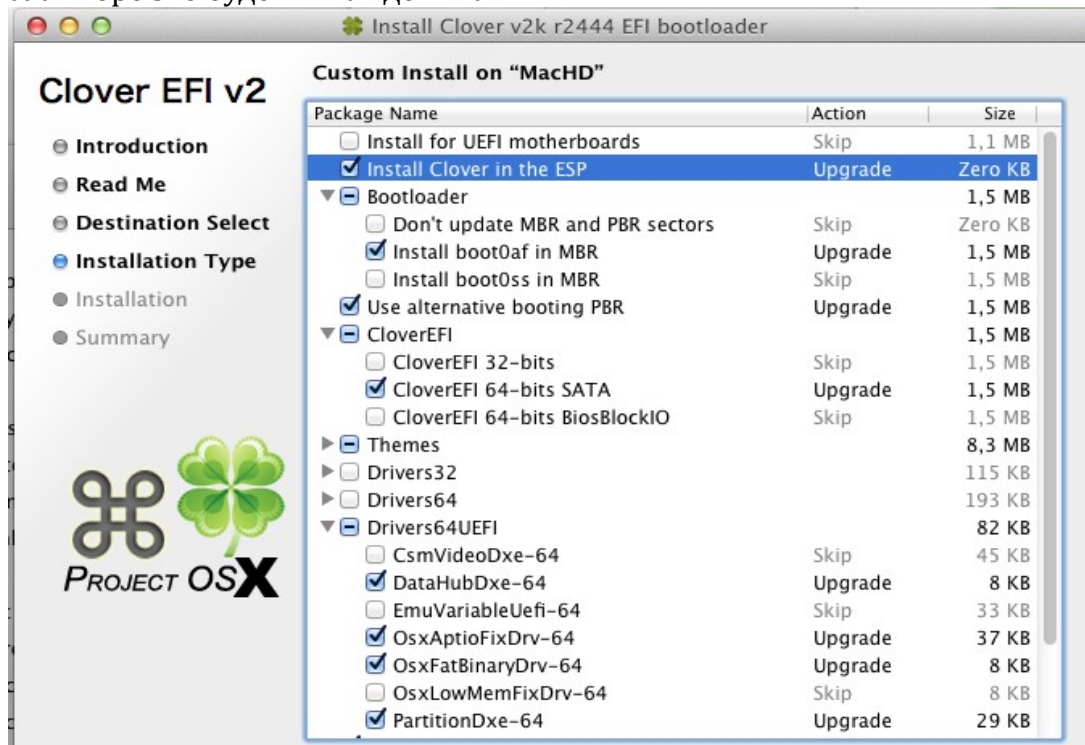 Install Clover v2k r2444 EFI bootloader
Clover EFI v2
Introduction
Read Me
Destination Select
Installation Type
Installation
Summary
PROJECT OSX
Custom Install on “MacHD”
Package Name Action Size
Install for UEFI motherboards Skip 1,1 MB
Install Clover in the ESP Upgrade Zero KB
Bootloader 1,5 MB
Don't update MBR and PBR sectors Skip Zero KB
Install boot0af in MBR Upgrade 1,5 MB
Install boot0ss in MBR Skip 1,5 MB
Use alternative booting PBR Upgrade 1,5 MB
CloverEFI 1,5 MB
CloverEFI 32-bits Skip 1,5 MB
CloverEFI 64-bits SATA Upgrade 1,5 MB
CloverEFI 64-bits BiosBlockIO Skip 1,5 MB
Themes 8,3 MB
Drivers32 115 KB
Drivers64 193 KB
Drivers64UEFI 82 KB
CsmVideoDxe-64 Skip 45 KB
DataHubDxe-64 Upgrade 8 KB
EmuVariableUefi-64 Skip 33 KB
OsxAptioFixDrv-64 Upgrade 37 KB
OsxFatBinaryDrv-64 Upgrade 8 KB
OsxLowMemFixDrv-64 Skip 8 KB
PartitionDxe-64 Upgrade 29 KB